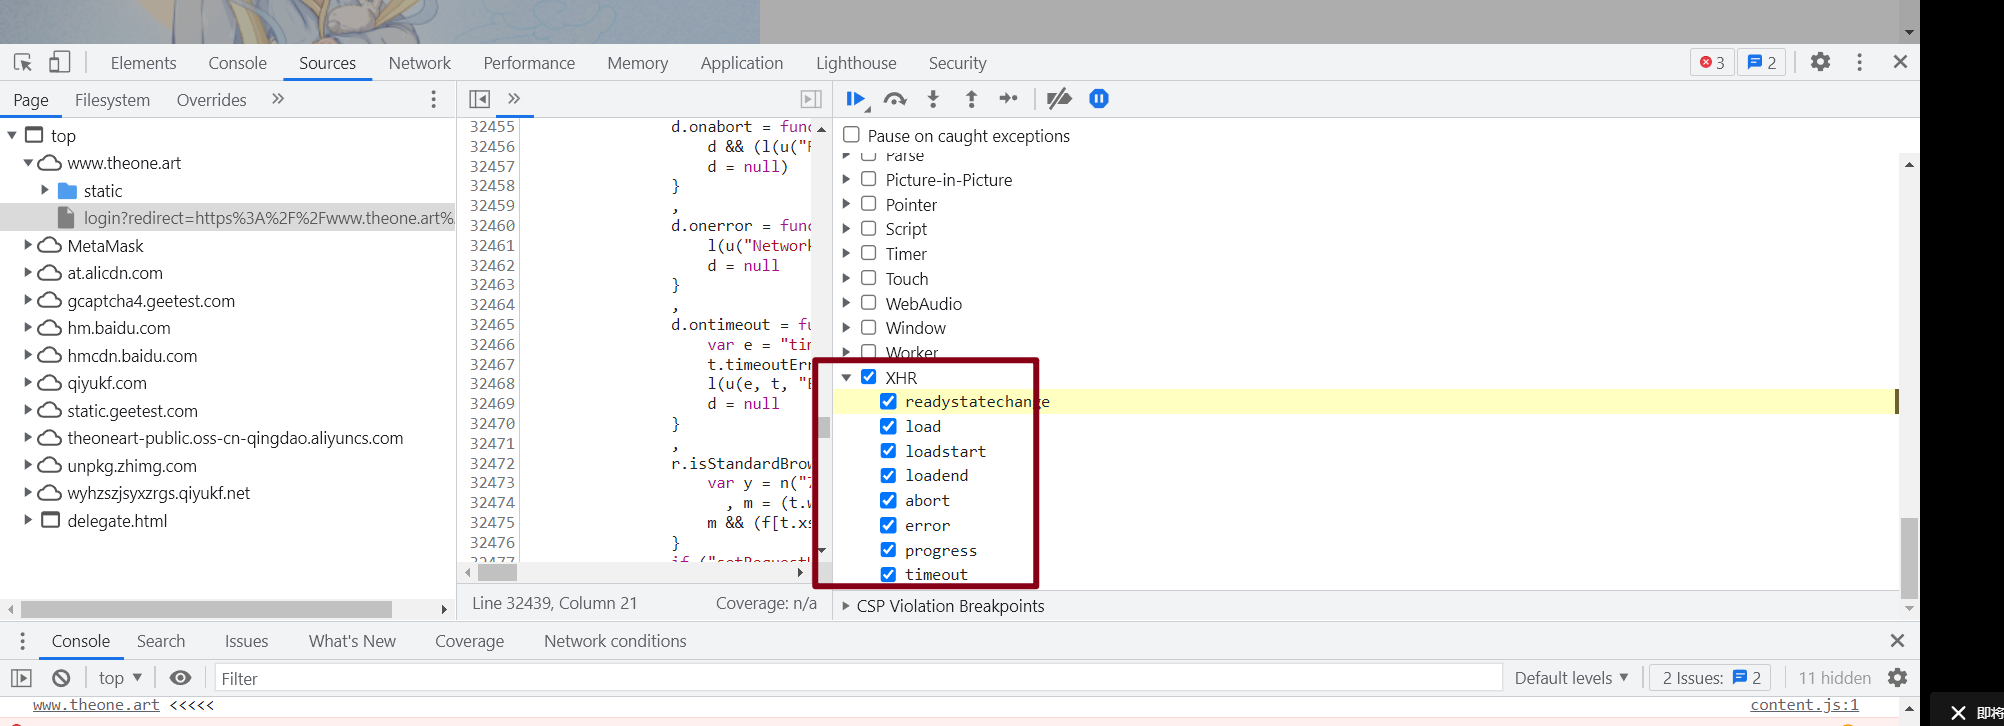 Elements Console Sources Network Performance Memory Application Lighthouse Security 3 2
Page Filesystem Overrides »
top
www.theone.art
static
login?redirect=https%3A%2F%2Fwww.theone.art%
MetaMask
at.alicdn.com
gcaptcha4.geetest.com
hm.baidu.com
hmcdn.baidu.com
qiyukf.com
static.geetest.com
theoneart-public.oss-cn-qingdao.aliyuncs.com
unpkg.zhimg.com
wyhzszjsyxzrgs.qiyukf.net
delegate.html
»
32455 d.onabort = func
32456 d && (l(u("
32457 d = null)
32458 }
32459 ,
32460 d.onerror = func
32461 l(u("Network
32462 d = null
32463 }
32464 ,
32465 d.ontimeout = fu
32466 var e = "tim
32467 t.timeoutErr
32468 l(u(e, t, "E
32469 d = null
32470 }
32471 ,
32472 r.isStandardBrow
32473 var y = n("7
32474 , m = (t.w
32475 m && (f[t.xs
32476 }
32477 if ("setRequest
Line 32439, Column 21 Coverage: n/a
Pause on caught exceptions
Parse
Picture-in-Picture
Pointer
Script
Timer
Touch
WebAudio
Window
Worker
XHR
readystatechange
load
loadstart
loadend
abort
error
progress
timeout
CSP Violation Breakpoints
Console Search Issues What's New Coverage Network conditions
top Filter Default levels 2 Issues: 2 11 hidden
www.theone.art <<<<< content.js:1
即将